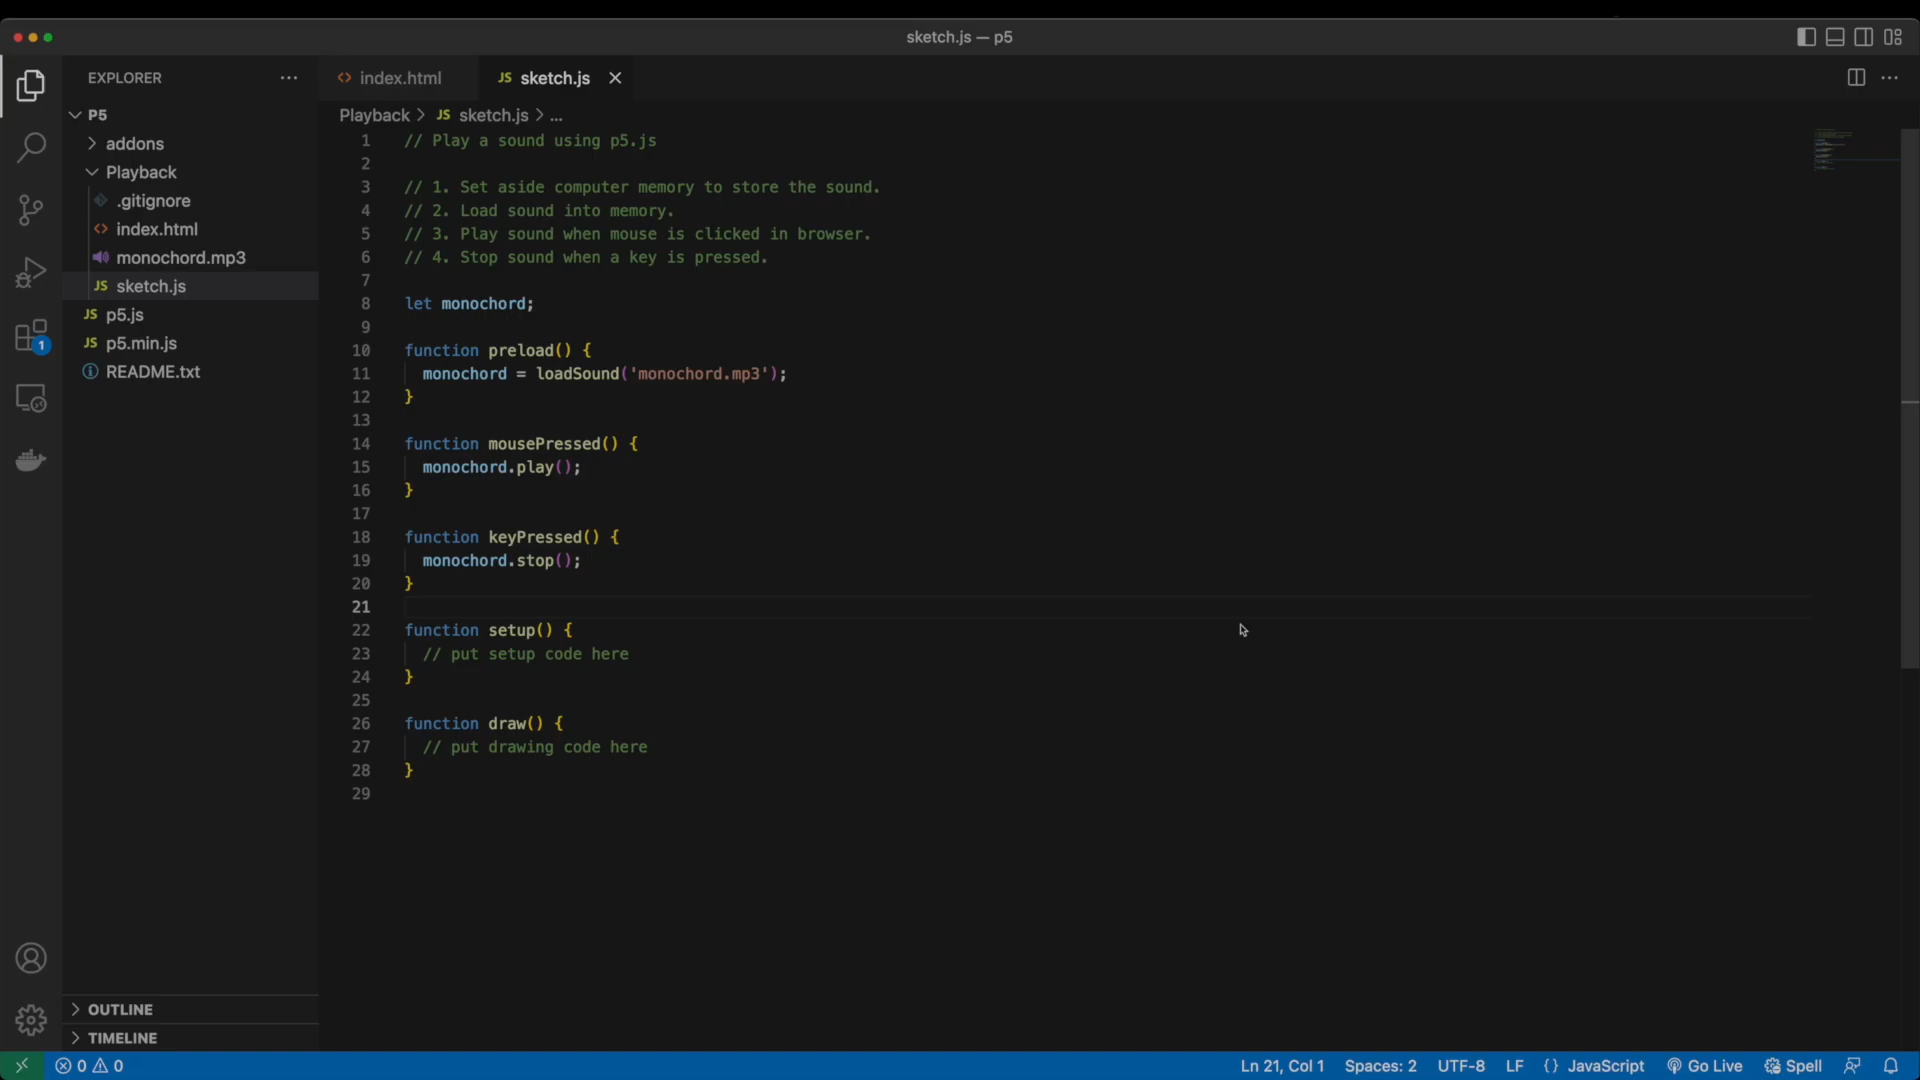 sketch.js — p5
EXPLORER
index.html
JS sketch.js
P5
addons
Playback
.gitignore
index.html
monochord.mp3
JS sketch.js
JS p5.js
JS p5.min.js
README.txt
OUTLINE
TIMELINE
1
Playback > JS sketch.js > ...
1 // Play a sound using p5.js
2
3 // 1. Set aside computer memory to store the sound.
4 // 2. Load sound into memory.
5 // 3. Play sound when mouse is clicked in browser.
6 // 4. Stop sound when a key is pressed.
7
8 let monochord;
9
10 function preload() {
11 monochord = loadSound('monochord.mp3');
12 }
13
14 function mousePressed() {
15 monochord.play();
16 }
17
18 function keyPressed() {
19 monochord.stop();
20 }
21
22 function setup() {
23 // put setup code here
24 }
25
26 function draw() {
27 // put drawing code here
28 }
29
0 0 Ln 21, Col 1 Spaces: 2 UTF-8 LF {} JavaScript Go Live Spell